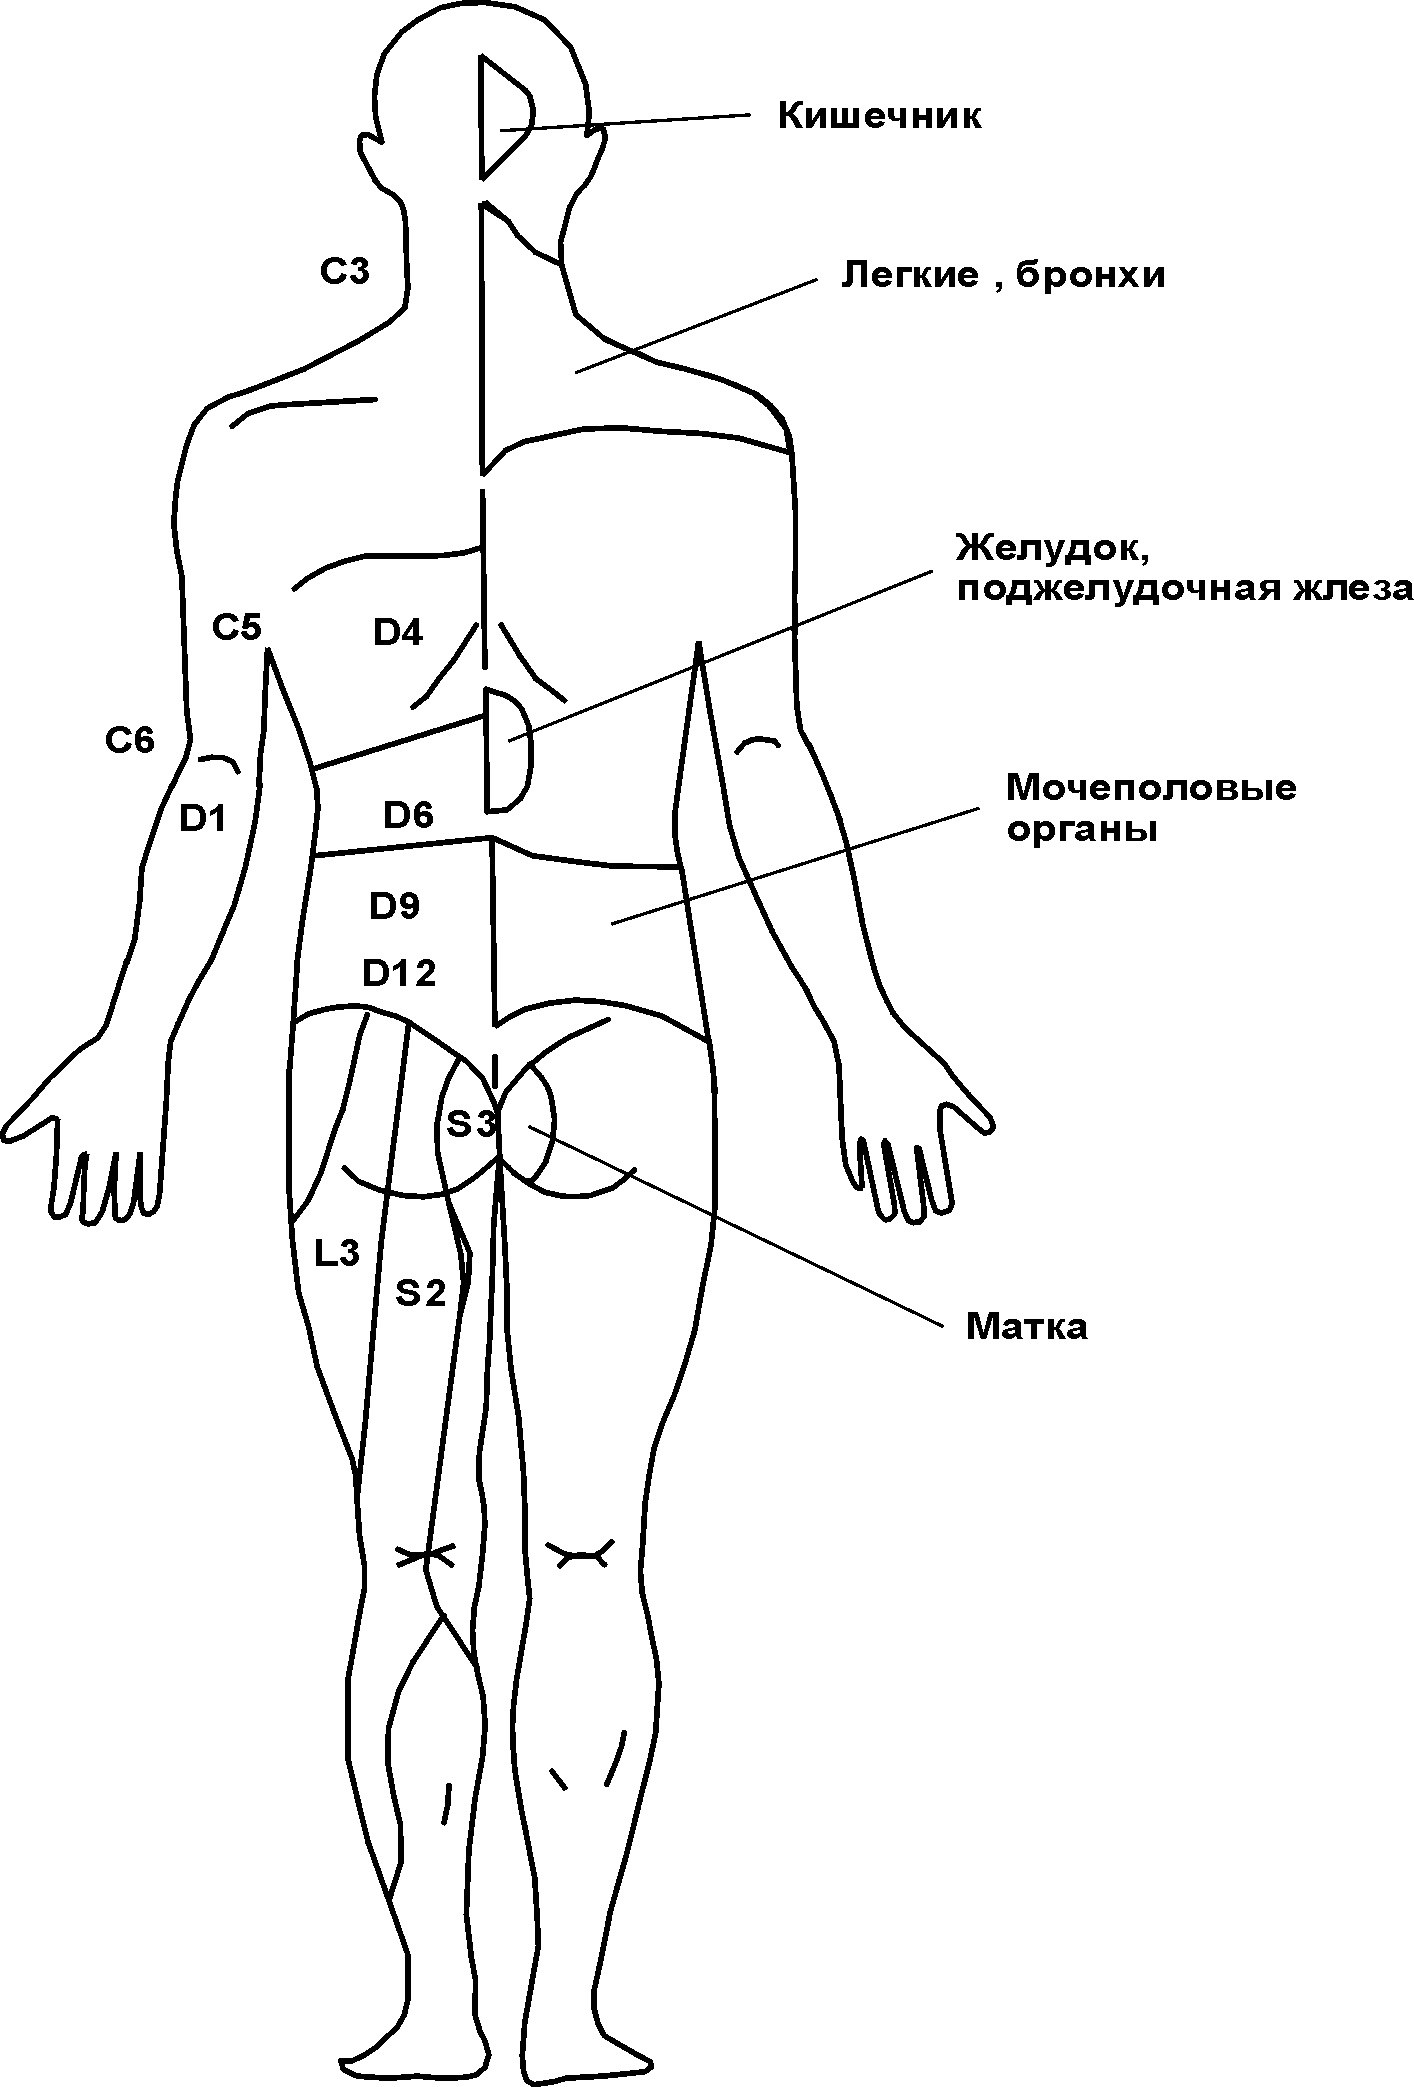 Кишечник
C3
Легкие , бронхи
Желудок,
поджелудочная жлеза
C5
D4
C6
Мочеполовые
органы
D1
D6
D9
D12
S3
L3
S2
Матка